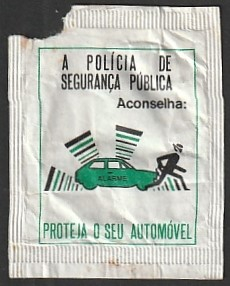 A POLÍCIA DE
SEGURANÇA PÚBLICA
Aconselha:
ALARME
PROTEJA O SEU AUTOMÓVEL